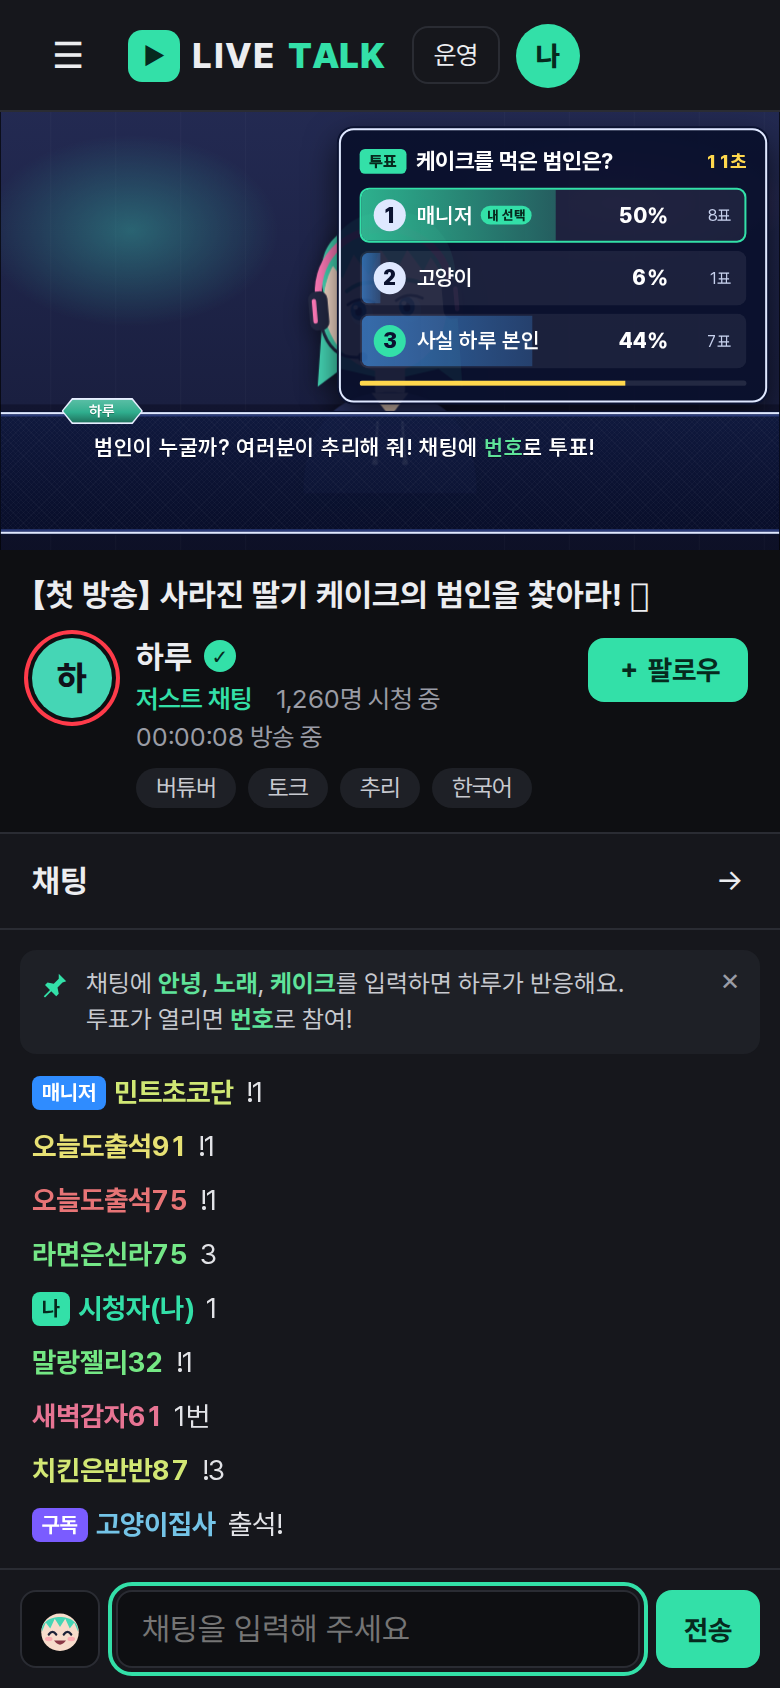 ☰ LIVE TALK 운영 나
투표 케이크를 먹은 범인은? 11초
1 매니저 내 선택 50% 8표
2 고양이 6% 1표
3 사실 하루 본인 44% 7표
하루
범인이 누굴까? 여러분이 추리해 줘! 채팅에 번호로 투표!
【첫 방송】 사라진 딸기 케이크의 범인을 찾아라!
하 하루 ✓
+ 팔로우
저스트 채팅 1,260명 시청 중
00:00:08 방송 중
버튜버 토크 추리 한국어
채팅 →
채팅에 안녕, 노래, 케이크를 입력하면 하루가 반응해요. ✕
투표가 열리면 번호로 참여!
매니저 민트초코단 !1
오늘도출석91 !1
오늘도출석75 !1
라면은신라75 3
나 시청자(나) 1
말랑젤리32 !1
새벽감자61 1번
치킨은반반87 !3
구독 고양이집사 출석!
채팅을 입력해 주세요 전송